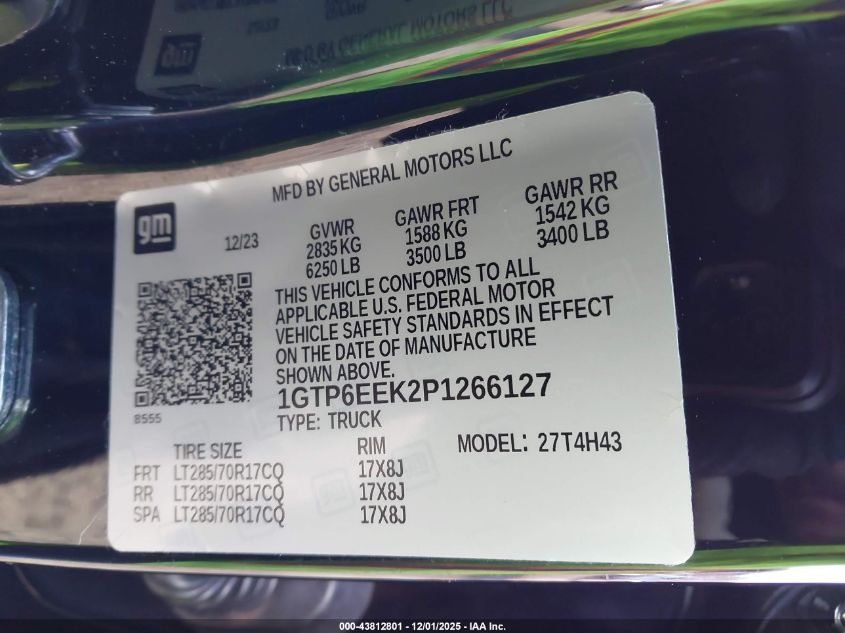 MFD BY GENERAL MOTORS LLC
gm
12/23
GVWR
2835 KG
6250 LB
GAWR FRT
1588 KG
3500 LB
GAWR RR
1542 KG
3400 LB
THIS VEHICLE CONFORMS TO ALL
APPLICABLE U.S. FEDERAL MOTOR
VEHICLE SAFETY STANDARDS IN EFFECT
ON THE DATE OF MANUFACTURE
SHOWN ABOVE.
1GTP6EEK2P1266127
8555
TYPE: TRUCK
MODEL: 27T4H43
TIRE SIZE RIM
FRT LT285/70R17CQ 17X8J
RR LT285/70R17CQ 17X8J
SPA LT285/70R17CQ 17X8J
000-43812801 - 12/01/2025 - IAA Inc.